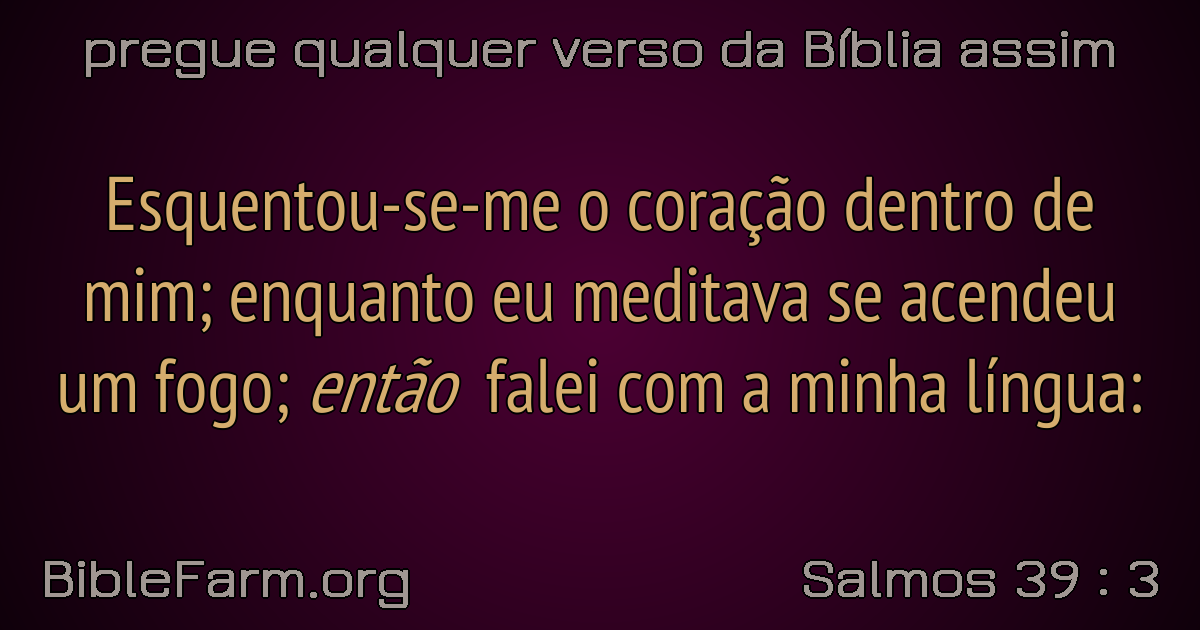 pregue qualquer verso da Bíblia assim
Esquentou-se-me o coração dentro de
mim; enquanto eu meditava se acendeu
um fogo; então falei com a minha língua:
BibleFarm.org
Salmos 39 : 3